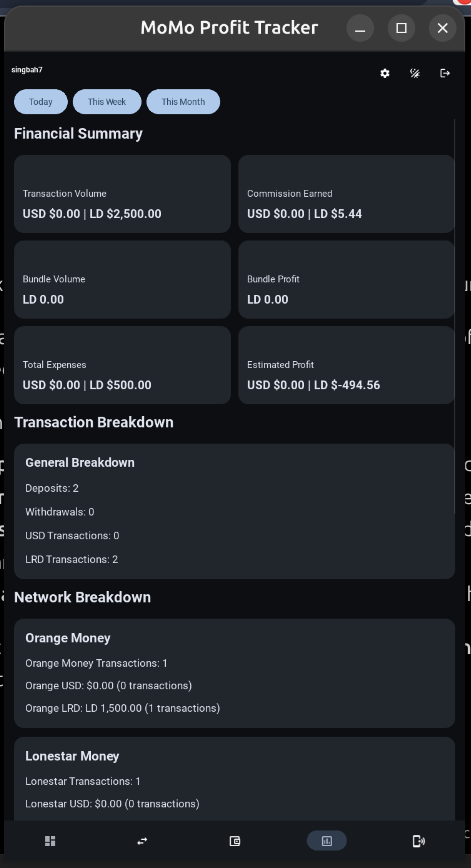 MoMo Profit Tracker
singbah7
Today This Week This Month
Financial Summary
Transaction Volume
USD $0.00 | LD $2,500.00
Commission Earned
USD $0.00 | LD $5.44
Bundle Volume
LD 0.00
Bundle Profit
LD 0.00
Total Expenses
USD $0.00 | LD $500.00
Estimated Profit
USD $0.00 | LD $-494.56
Transaction Breakdown
General Breakdown
Deposits: 2
Withdrawals: 0
USD Transactions: 0
LRD Transactions: 2
Network Breakdown
Orange Money
Orange Money Transactions: 1
Orange USD: $0.00 (0 transactions)
Orange LRD: LD 1,500.00 (1 transactions)
Lonestar Money
Lonestar Transactions: 1
Lonestar USD: $0.00 (0 transactions)